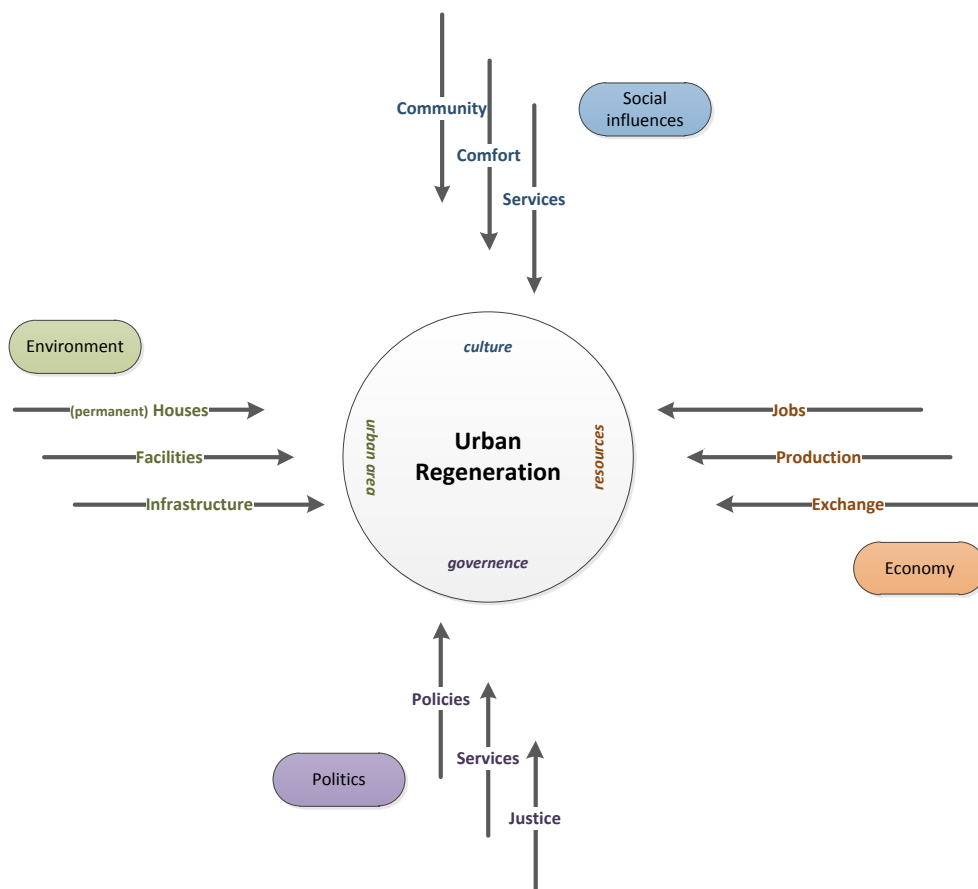 Community
Social
influences
Comfort
Services
Environment
culture
(permanent) Houses
Jobs
urban area
Urban
Regeneration
resources
Facilities
Production
Infrastructure
Exchange
governence
Economy
Policies
Services
Politics
Justice